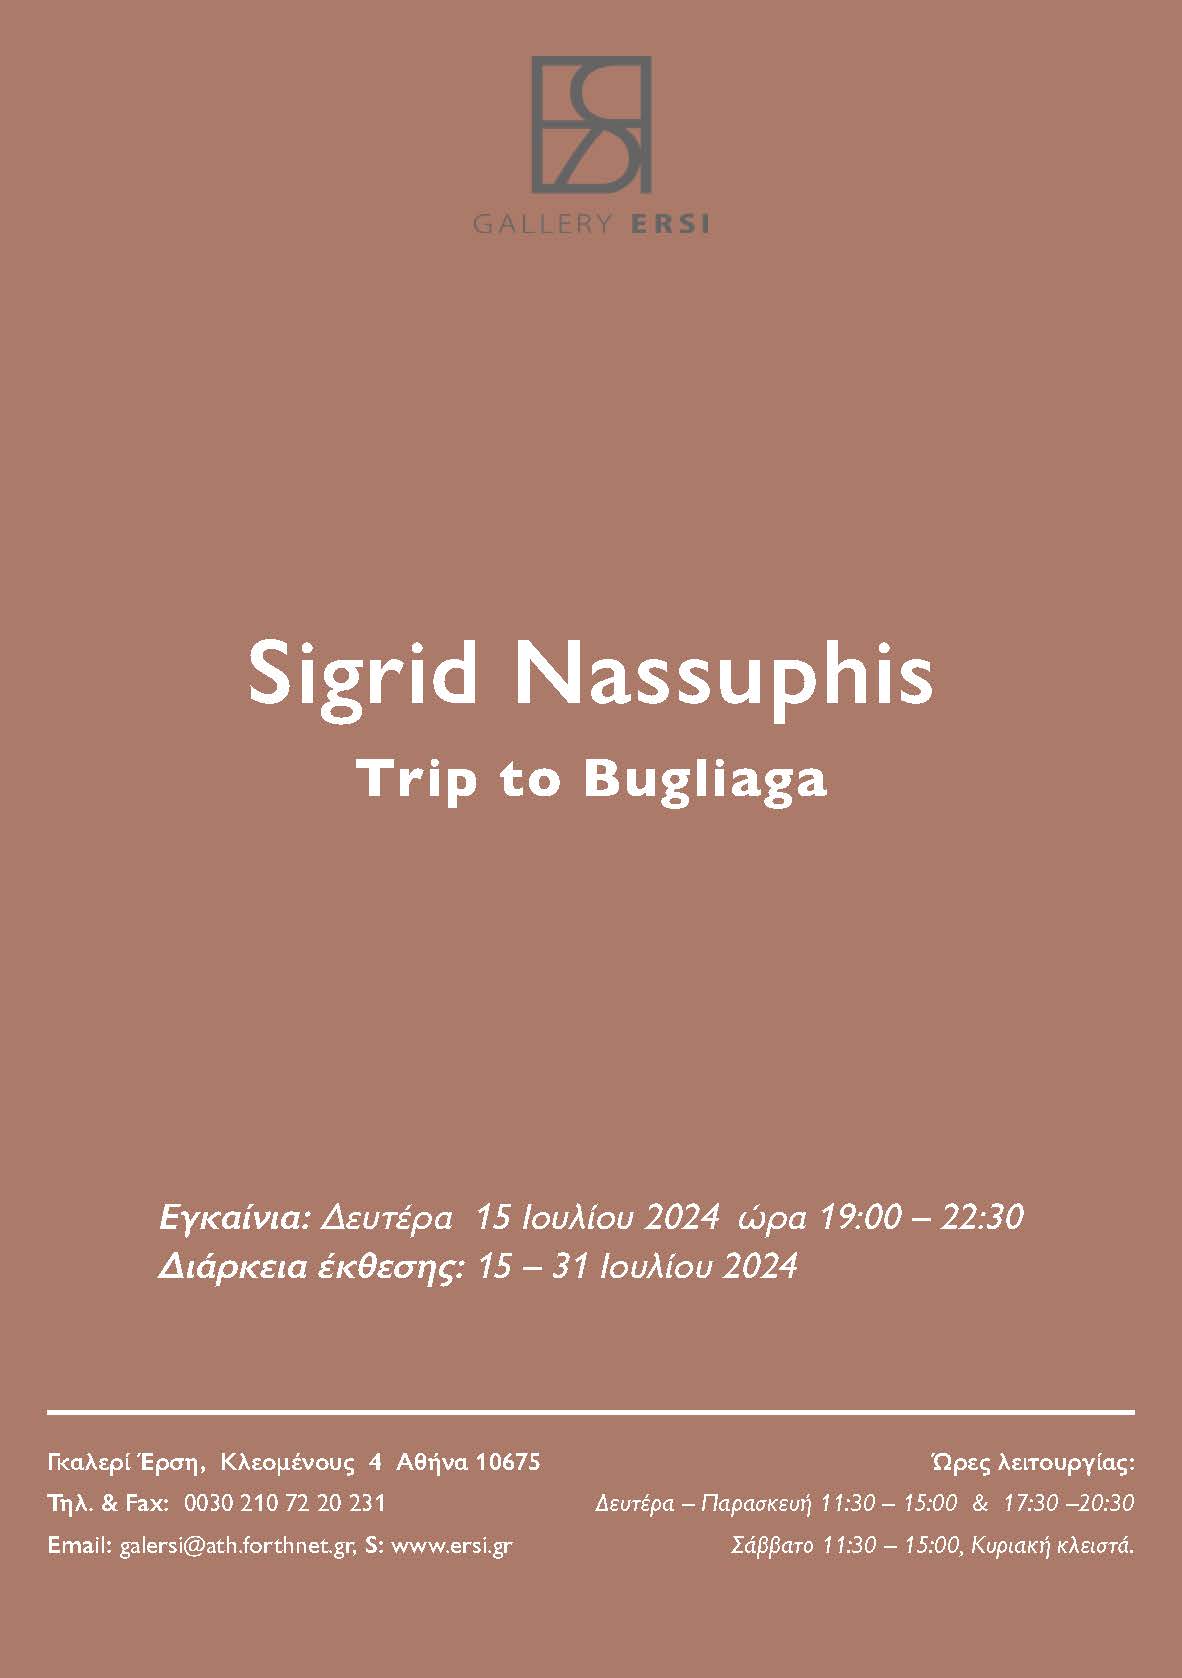 GALLERY ERSI
Sigrid Nassuphis
Trip to Bugliaga
Εγκαίνια: Δευτέρα 15 Ιουλίου 2024 ώρα 19:00 – 22:30
Διάρκεια έκθεσης: 15 – 31 Ιουλίου 2024
Γκαλερί Έρση, Κλεομένους 4 Αθήνα 10675
Τηλ. & Fax: 0030 210 72 20 231
Email: galersi@ath.forthnet.gr, S: www.ersi.gr
Ώρες λειτουργίας:
Δευτέρα – Παρασκευή 11:30 – 15:00 & 17:30 –20:30
Σάββατο 11:30 – 15:00, Κυριακή κλειστά.